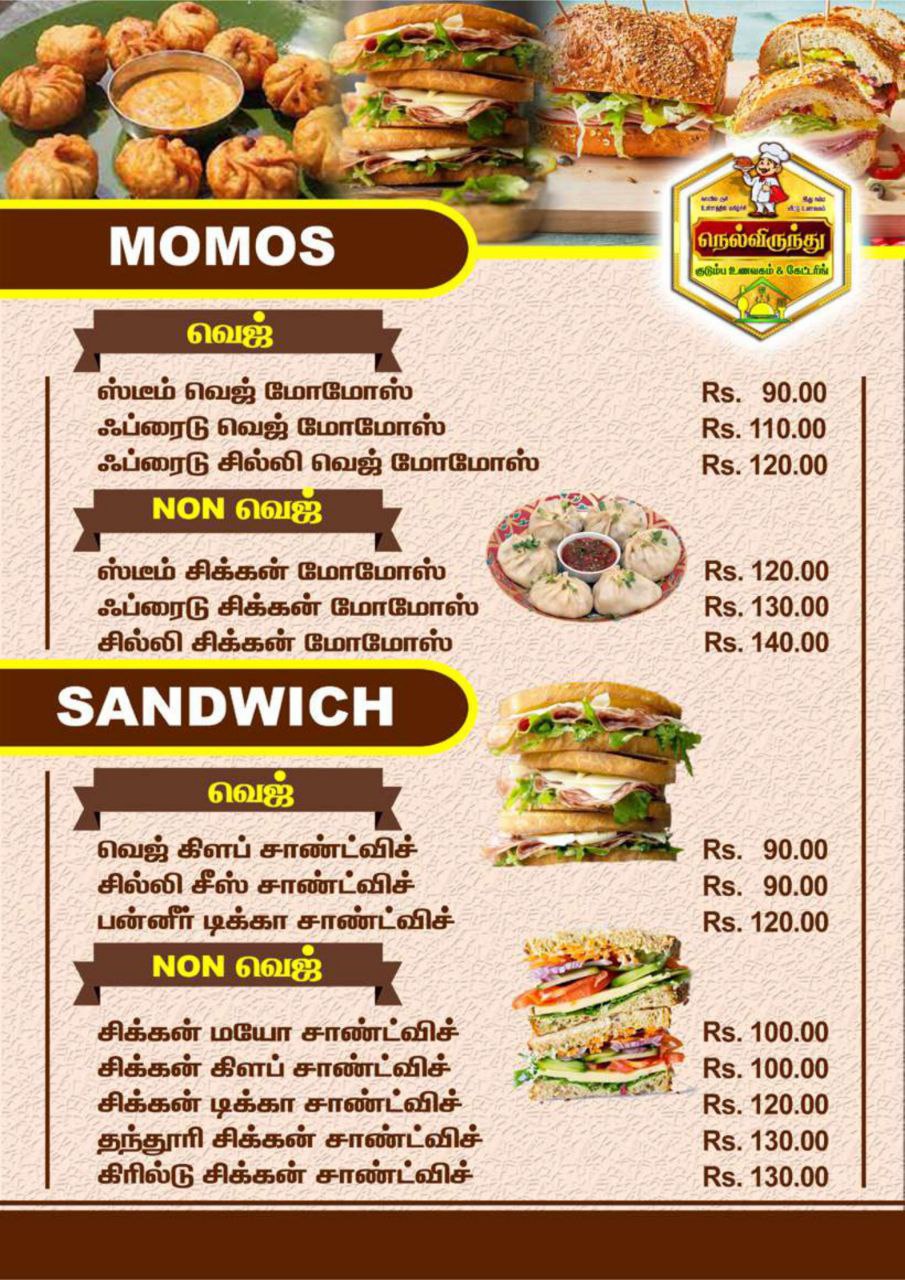 நெல்விருந்து
குடும்ப உணவகம் & கேட்டரிங்
MOMOS
வெஜ்
ஸ்டீம் வெஜ் மோமோஸ் Rs. 90.00
ஃப்ரைடு வெஜ் மோமோஸ் Rs. 110.00
ஃப்ரைடு சில்லி வெஜ் மோமோஸ் Rs. 120.00
NON வெஜ்
ஸ்டீம் சிக்கன் மோமோஸ் Rs. 120.00
ஃப்ரைடு சிக்கன் மோமோஸ் Rs. 130.00
சில்லி சிக்கன் மோமோஸ் Rs. 140.00
SANDWICH
வெஜ்
வெஜ் கிளப் சாண்ட்விச் Rs. 90.00
சில்லி சீஸ் சாண்ட்விச் Rs. 90.00
பன்னீர் டிக்கா சாண்ட்விச் Rs. 120.00
NON வெஜ்
சிக்கன் மயோ சாண்ட்விச் Rs. 100.00
சிக்கன் கிளப் சாண்ட்விச் Rs. 100.00
சிக்கன் டிக்கா சாண்ட்விச் Rs. 120.00
தந்தூரி சிக்கன் சாண்ட்விச் Rs. 130.00
கிரில்டு சிக்கன் சாண்ட்விச் Rs. 130.00